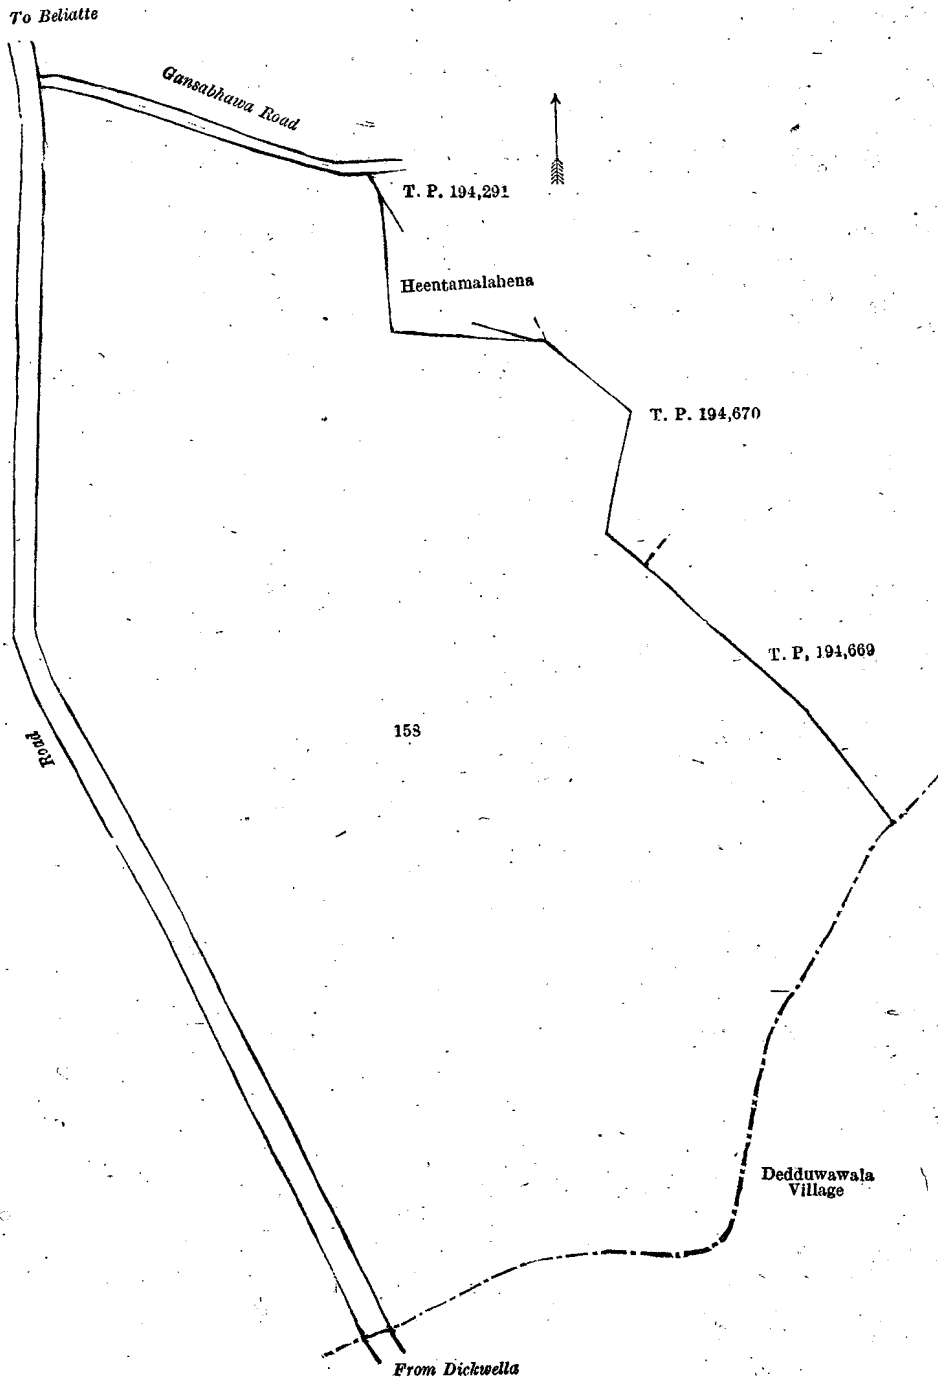 To Beliatte
Gansabhawa Road
T. P. 194,291
Heentamalahena
T. P. 194,670
T. P, 194,669
Road
158
Dedduwawala
Village
From Dickwella